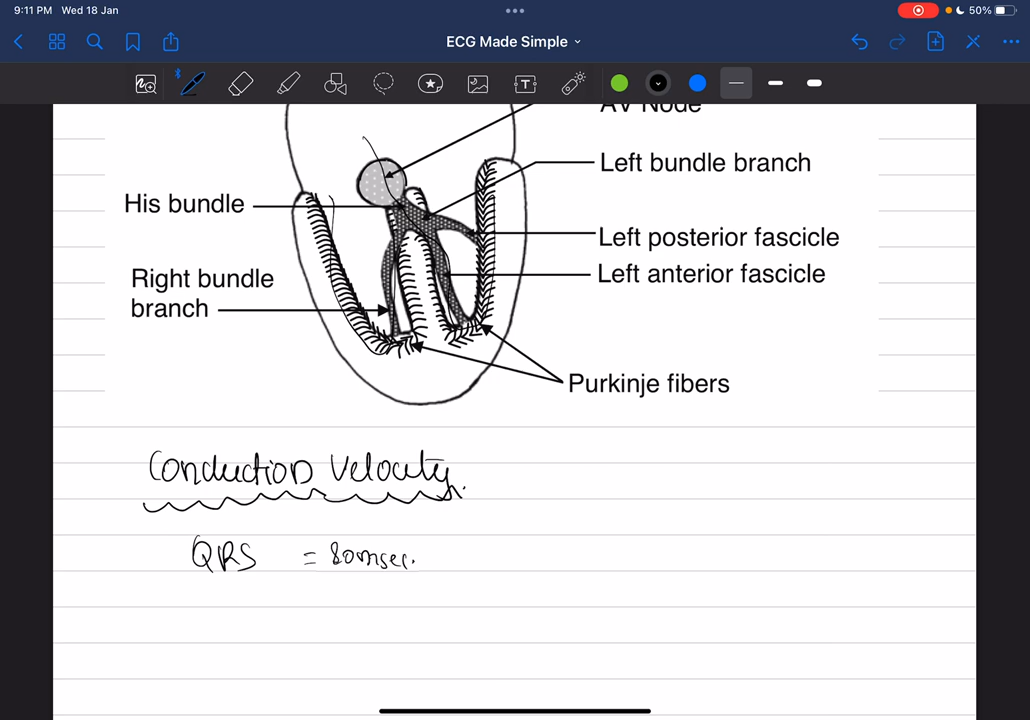 9:11 PM Wed 18 Jan
50%
ECG Made Simple
AV Node
Left bundle branch
His bundle
Left posterior fascicle
Left anterior fascicle
Right bundle
branch
Purkinje fibers
Conduction Velocity.
QRS = 80msec.